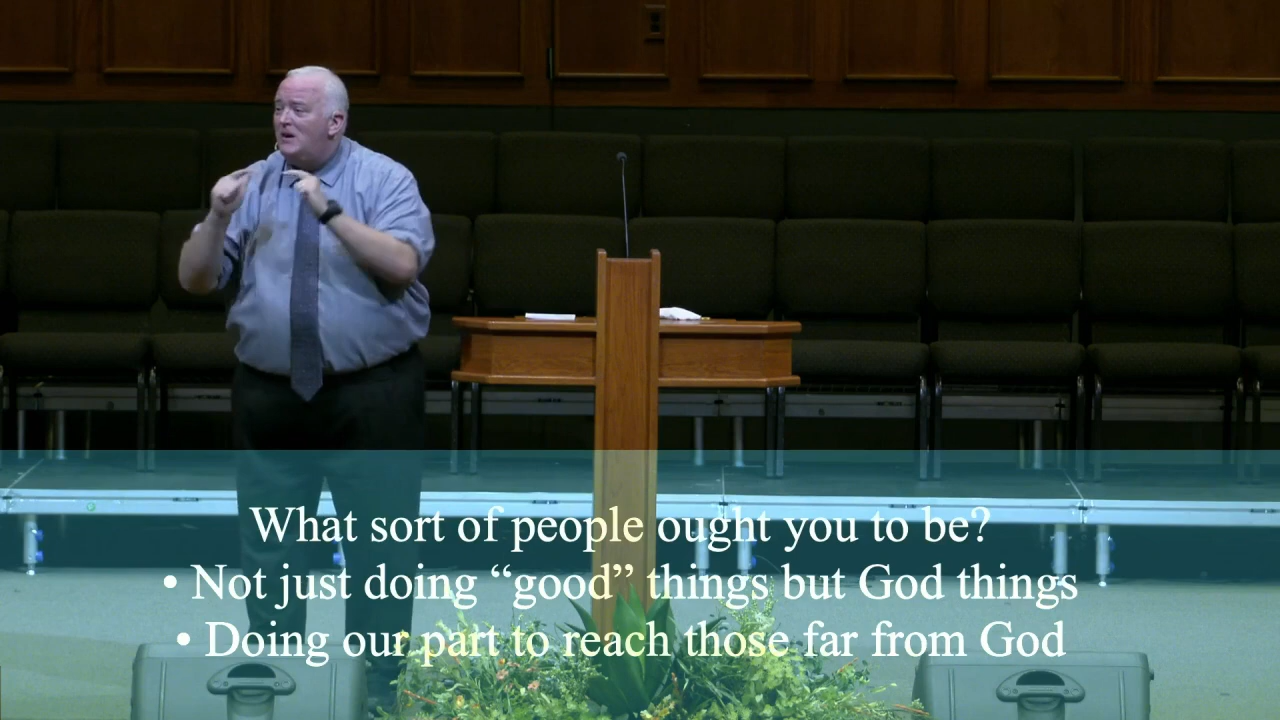 What sort of people ought you to be?
• Not just doing “good” things but God things
• Doing our part to reach those far from God